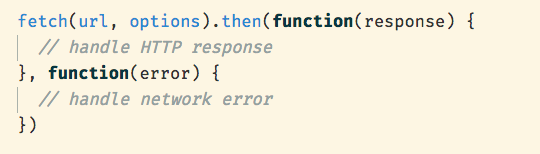 fetch(url, options).then(function(response) {
  // handle HTTP response
}, function(error) {
  // handle network error
})